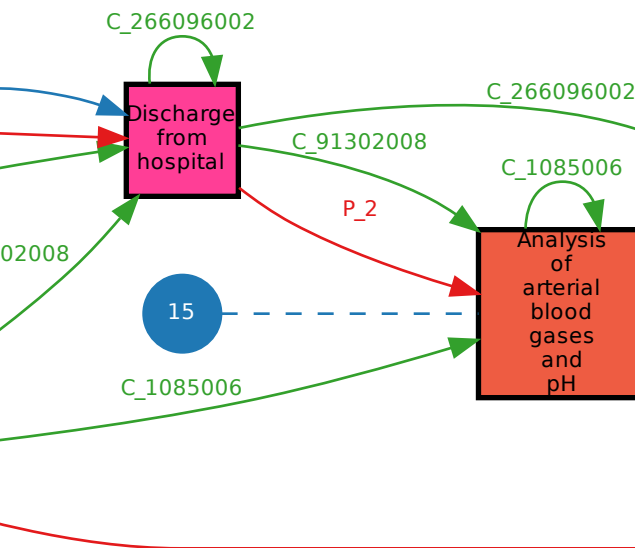 C_266096002
Discharge
from
hospital
C_266096002
C_91302008
C_1085006
P_2
02008
Analysis
of
arterial
blood
gases
and
pH
15
C_1085006